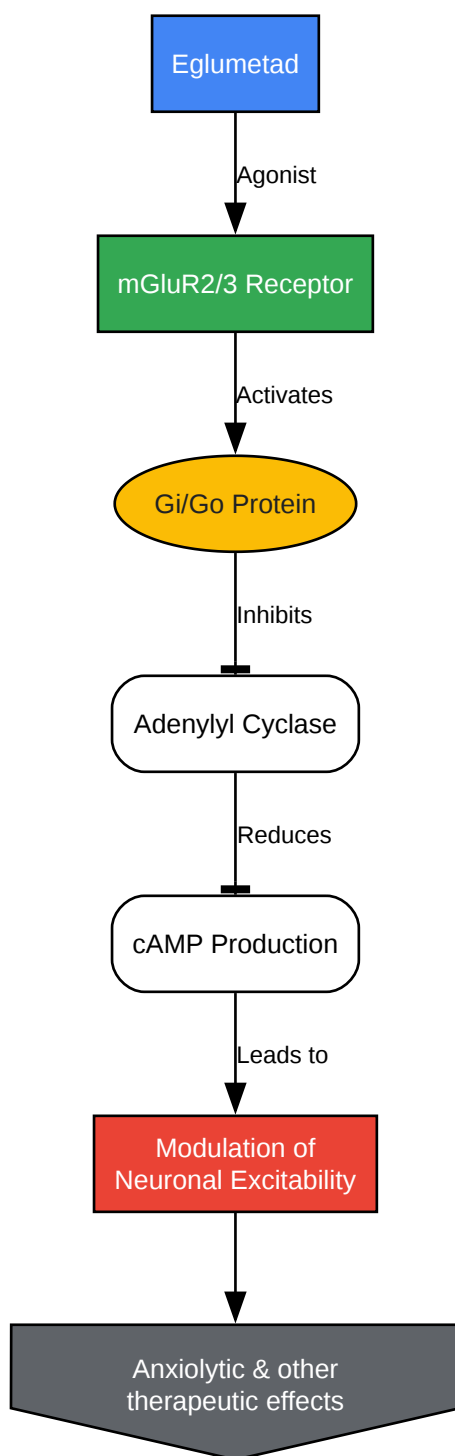 Eglumetad
Agonist
mGluR2/3 Receptor
Activates
Gi/Go Protein
Inhibits
Adenylyl Cyclase
Reduces
cAMP Production
Leads to
Modulation of
Neuronal Excitability
Anxiolytic & other
therapeutic effects